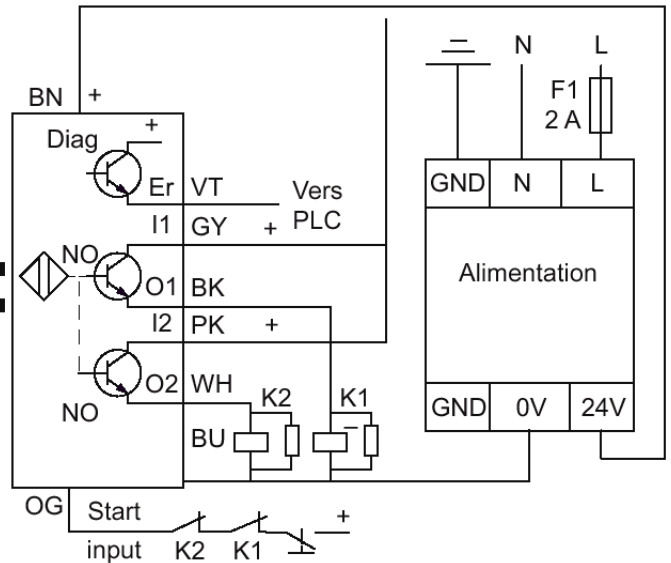 N L
F1
2 A
BN +
Diag +
Er VT Vers
PLC
I1 GY +
NO
O1 BK
I2 PK +
O2 WH
NO
K2 K1
BU
–
GND N L
Alimentation
GND 0V 24V
OG Start
input K2 K1 +